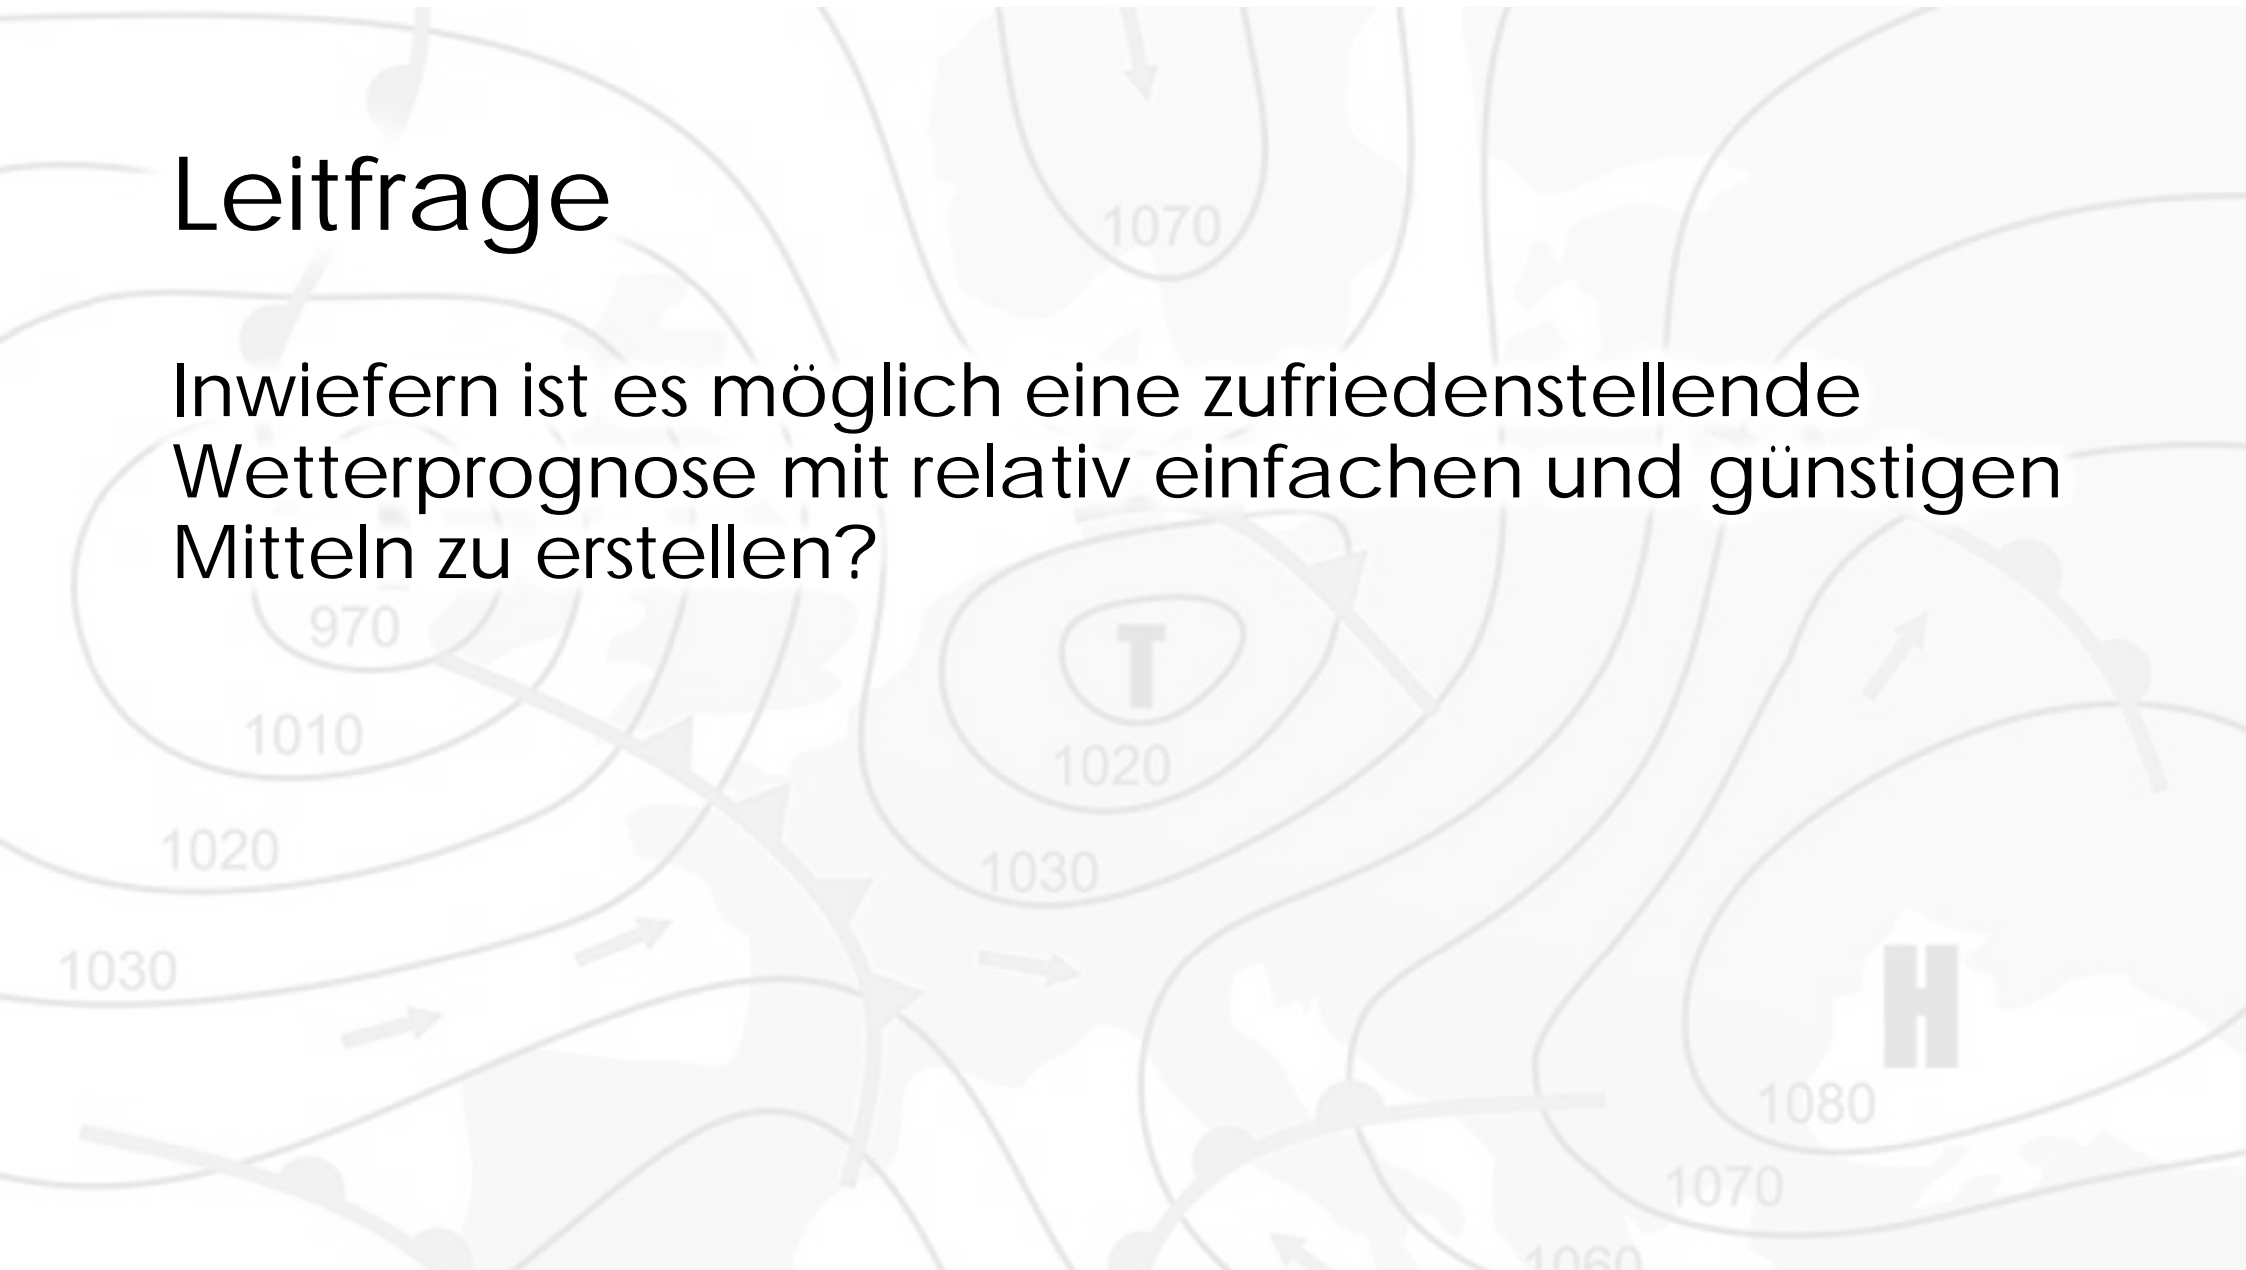 Leitfrage
Inwiefern ist es möglich eine zufriedenstellende
Wetterprognose mit relativ einfachen und günstigen
Mitteln zu erstellen?
1070
970
T
1010
1020
1020
1030
1030
H
1080
1070
1060